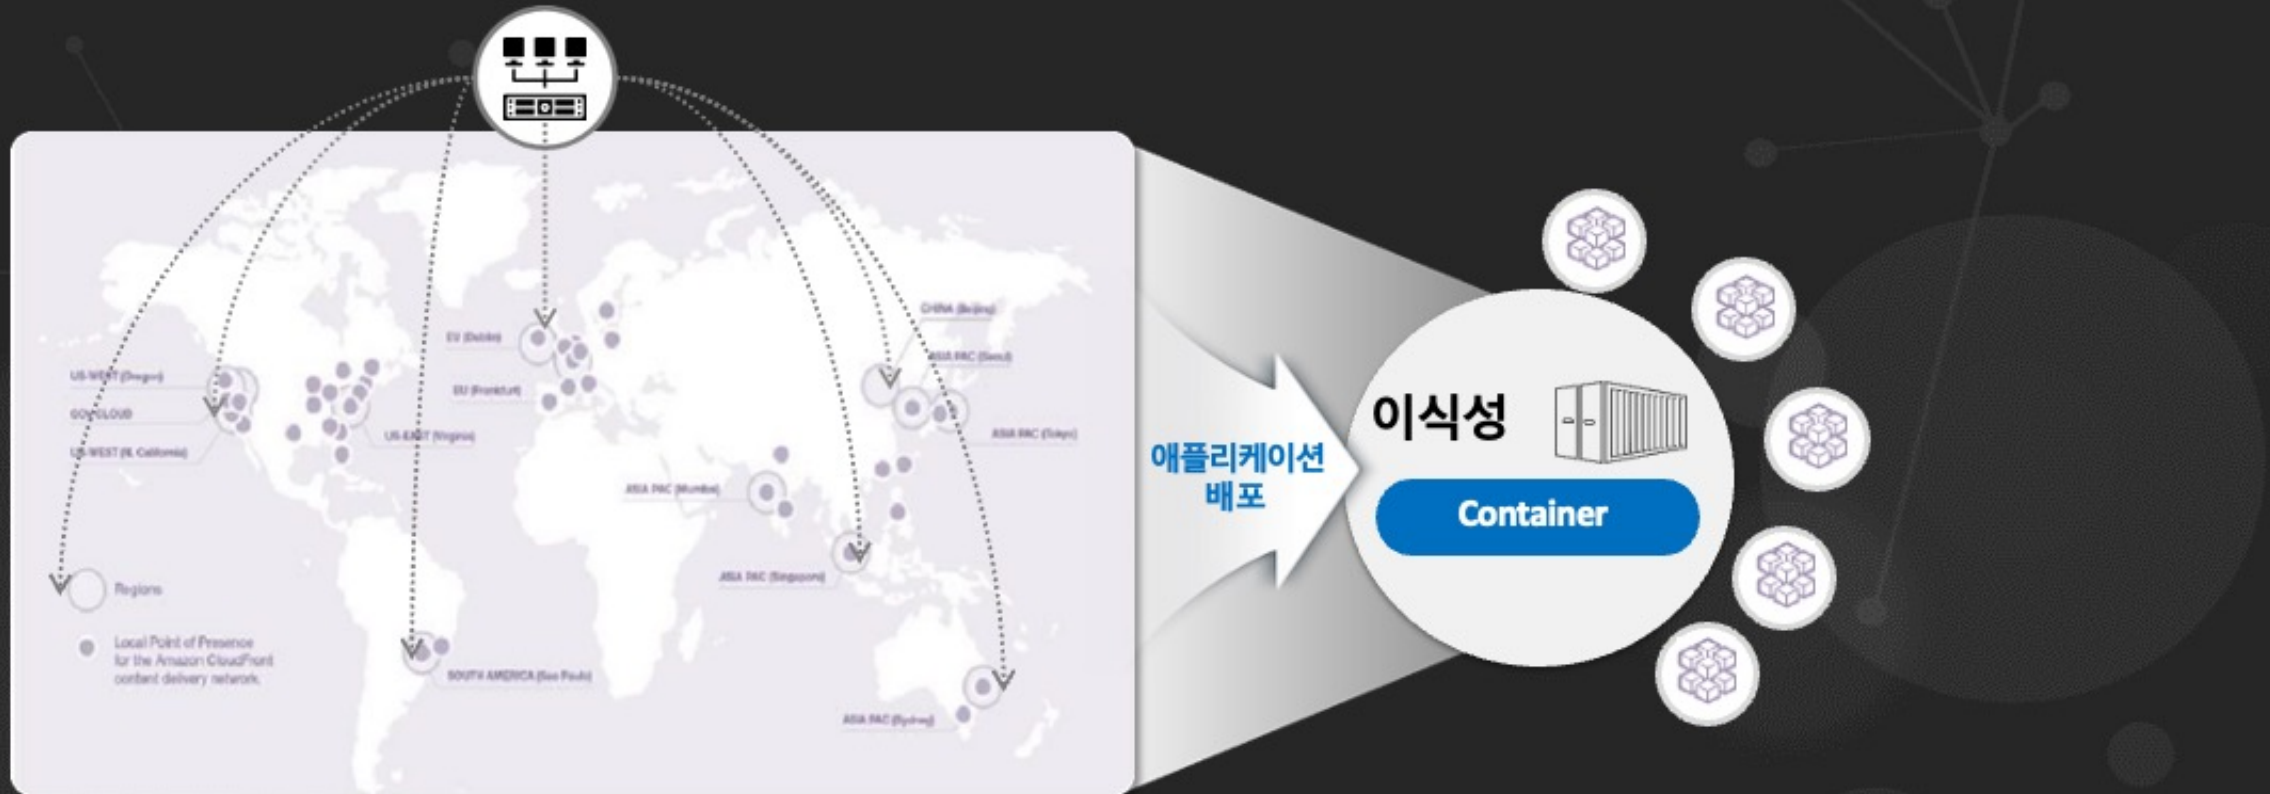 CHINA (Beijing)
EU (Dublin)
ASIA PAC (Seoul)
US-WEST (Oregon)
EU (Frankfurt)
GOV CLOUD
US-EAST (Virginia)
ASIA PAC (Tokyo)
US-WEST (N. California)
ASIA PAC (Mumbai)
ASIA PAC (Singapore)
Regions
Local Point of Presence
for the Amazon CloudFront
content delivery network.
SOUTH AMERICA (Sao Paulo)
ASIA PAC (Sydney)
애플리케이션
배포
이식성
Container